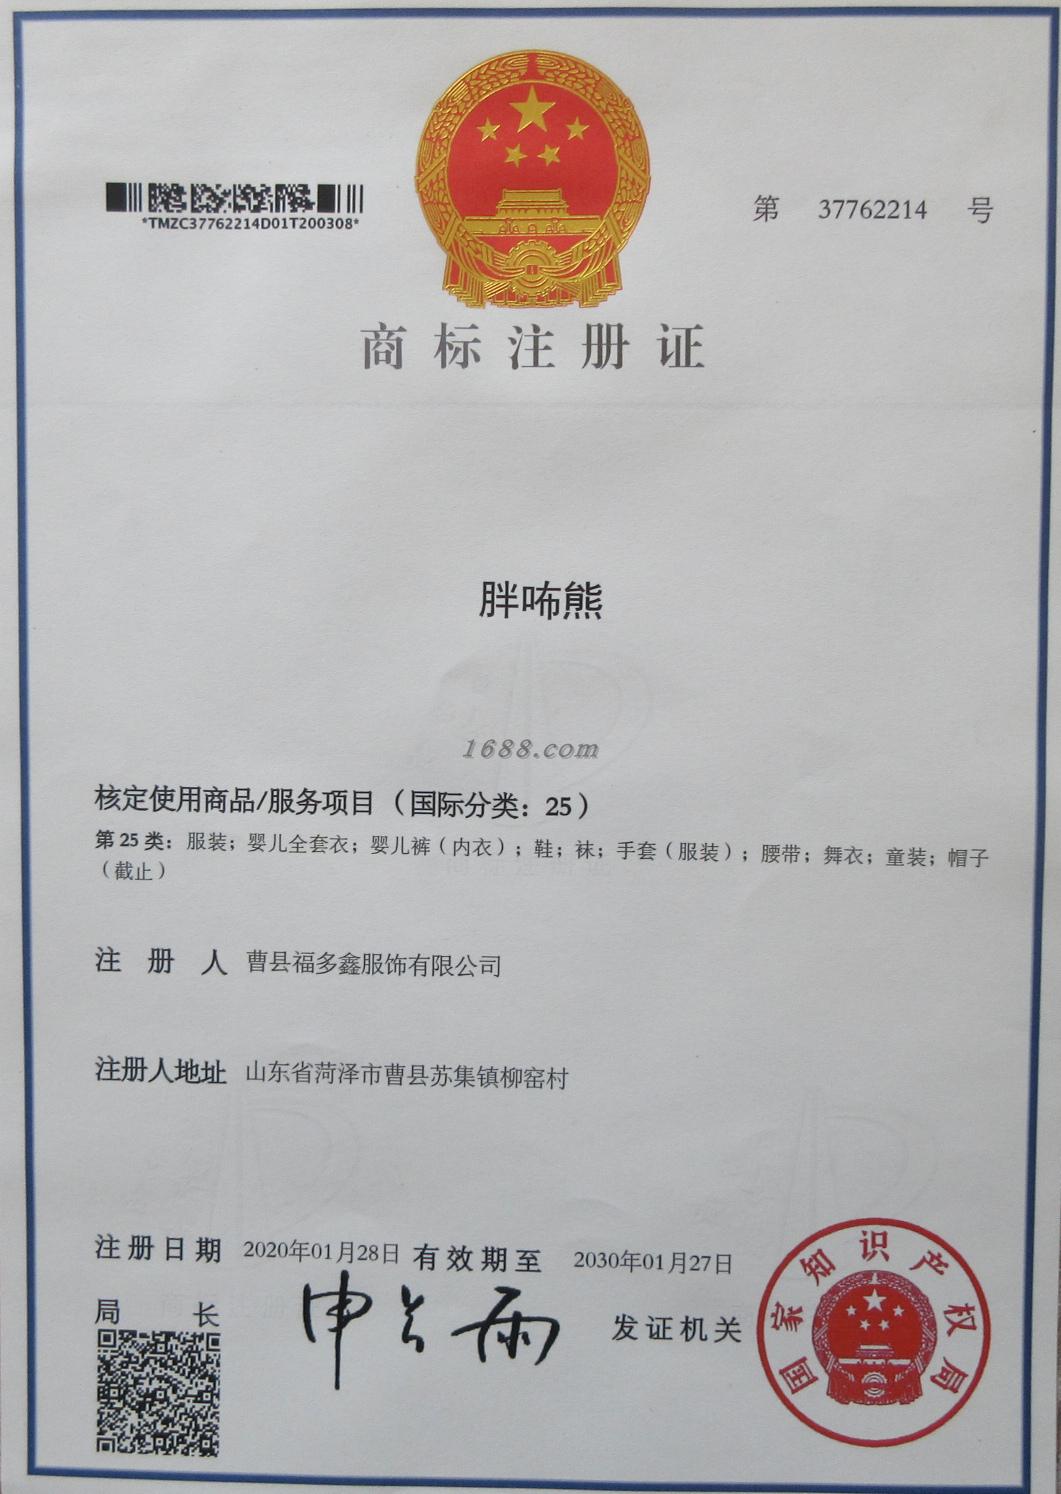 *TMZC37762214D01T200308*
第 37762214 号
商标注册证
胖咘熊
1688.com
核定使用商品/服务项目（国际分类：25）
第 25 类：服装；婴儿全套衣；婴儿裤（内衣）；鞋；袜；手套（服装）；腰带；舞衣；童装；帽子
（截止）
注册人 曹县福多鑫服饰有限公司
注册人地址 山东省菏泽市曹县苏集镇柳窑村
注册日期 2020年01月28日 有效期至 2030年01月27日
局长 申长雨 发证机关
国家知识产权局